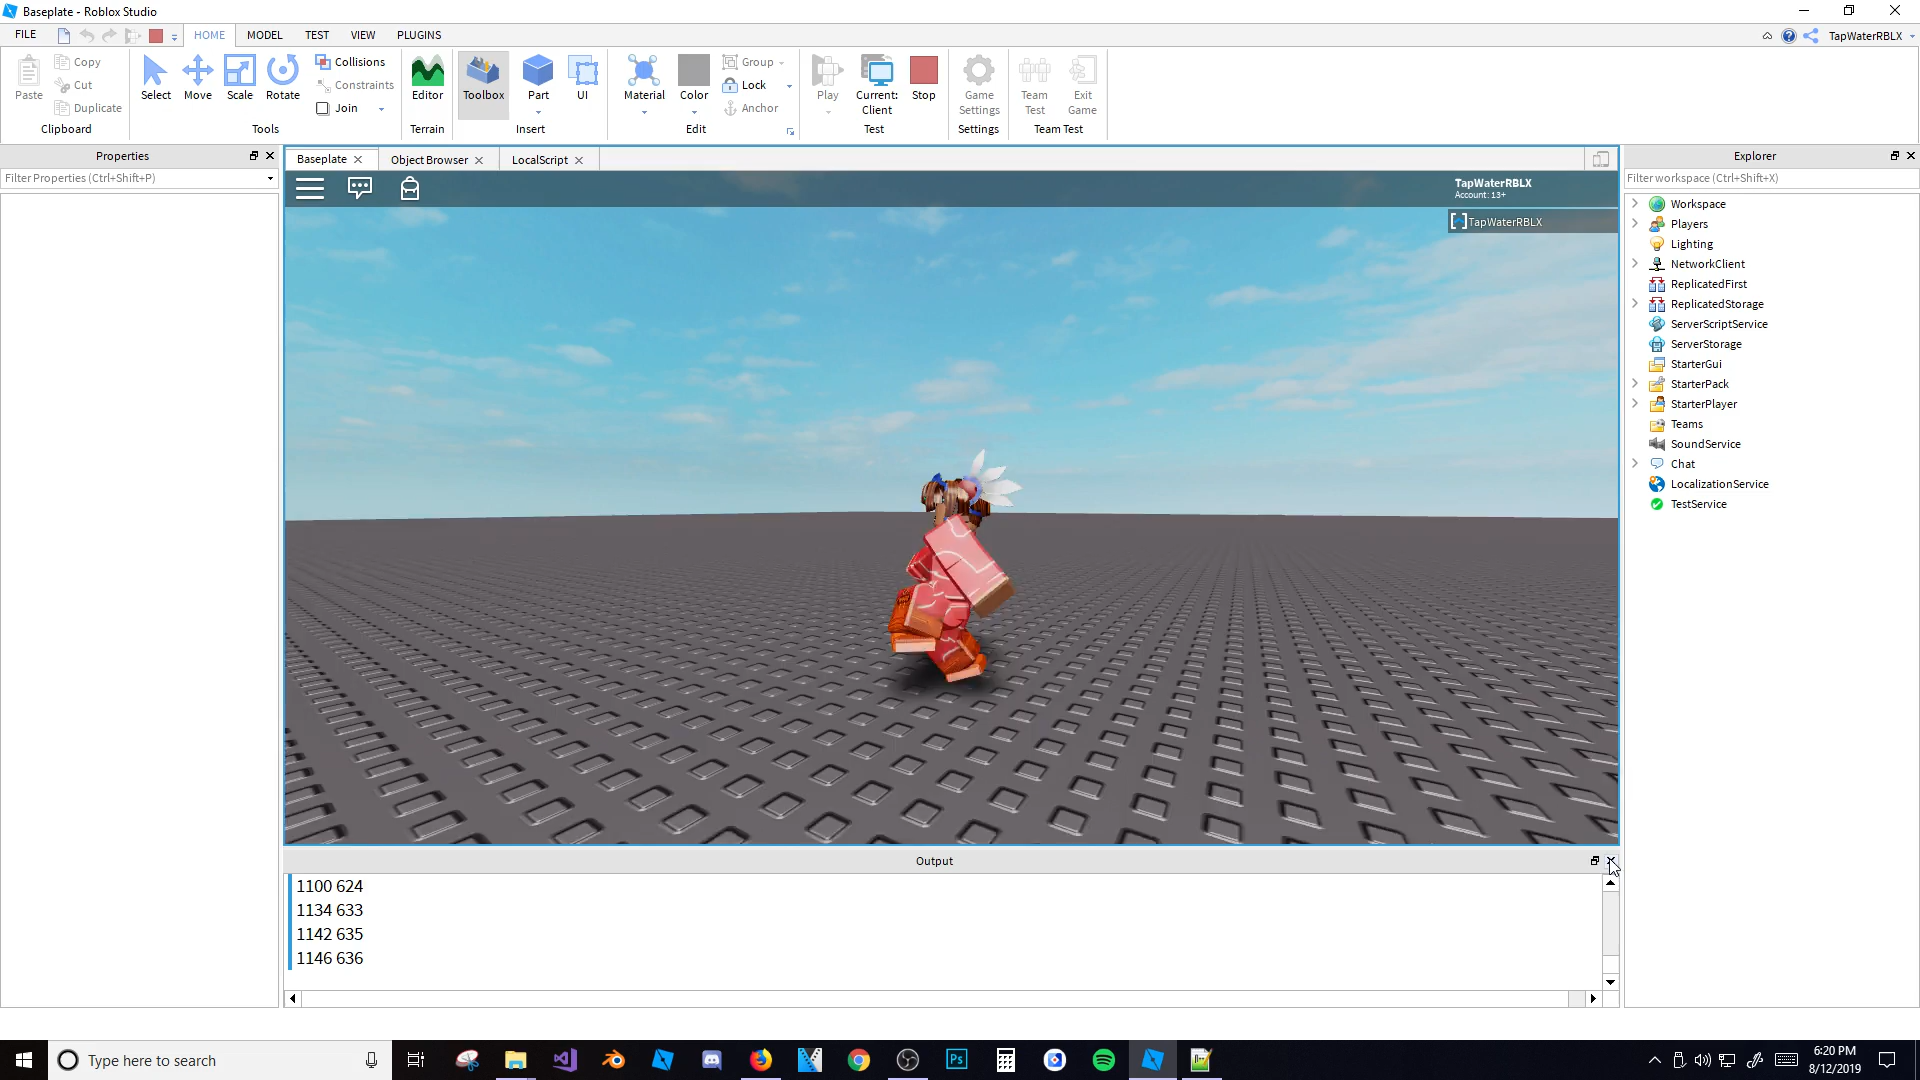 Baseplate - Roblox Studio
FILE
HOME
MODEL
TEST
VIEW
PLUGINS
TapWaterRBLX
Paste
Copy
Cut
Duplicate
Clipboard
Select
Move
Scale
Rotate
Collisions
Constraints
Join
Tools
Editor
Terrain
Toolbox
Part
UI
Insert
Material
Color
Group
Lock
Anchor
Edit
Play
Current:
Client
Stop
Test
Game
Settings
Settings
Team
Test
Exit
Game
Team Test
Properties
Filter Properties (Ctrl+Shift+P)
Baseplate
Object Browser
LocalScript
TapWaterRBLX
Account: 13+
TapWaterRBLX
Explorer
Filter workspace (Ctrl+Shift+X)
Workspace
Players
Lighting
NetworkClient
ReplicatedFirst
ReplicatedStorage
ServerScriptService
ServerStorage
StarterGui
StarterPack
StarterPlayer
Teams
SoundService
Chat
LocalizationService
TestService
Output
1100 624
1134 633
1142 635
1146 636
Type here to search
Ps
6:20 PM
8/12/2019